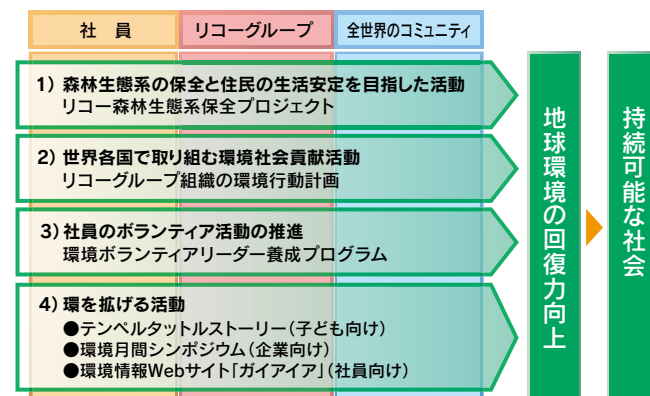 社 員
リコーグループ
全世界のコミュニティ
1) 森林生態系の保全と住民の生活安定を目指した活動
リコー森林生態系保全プロジェクト
2) 世界各国で取り組む環境社会貢献活動
リコーグループ組織の環境行動計画
3) 社員のボランティア活動の推進
環境ボランティアリーダー養成プログラム
4) 環を拡げる活動
●テンペルタットルストーリー(子ども向け)
●環境月間シンポジウム(企業向け)
●環境情報Webサイト「ガイアイア」(社員向け)
地球環境の回復力向上
持続可能な社会